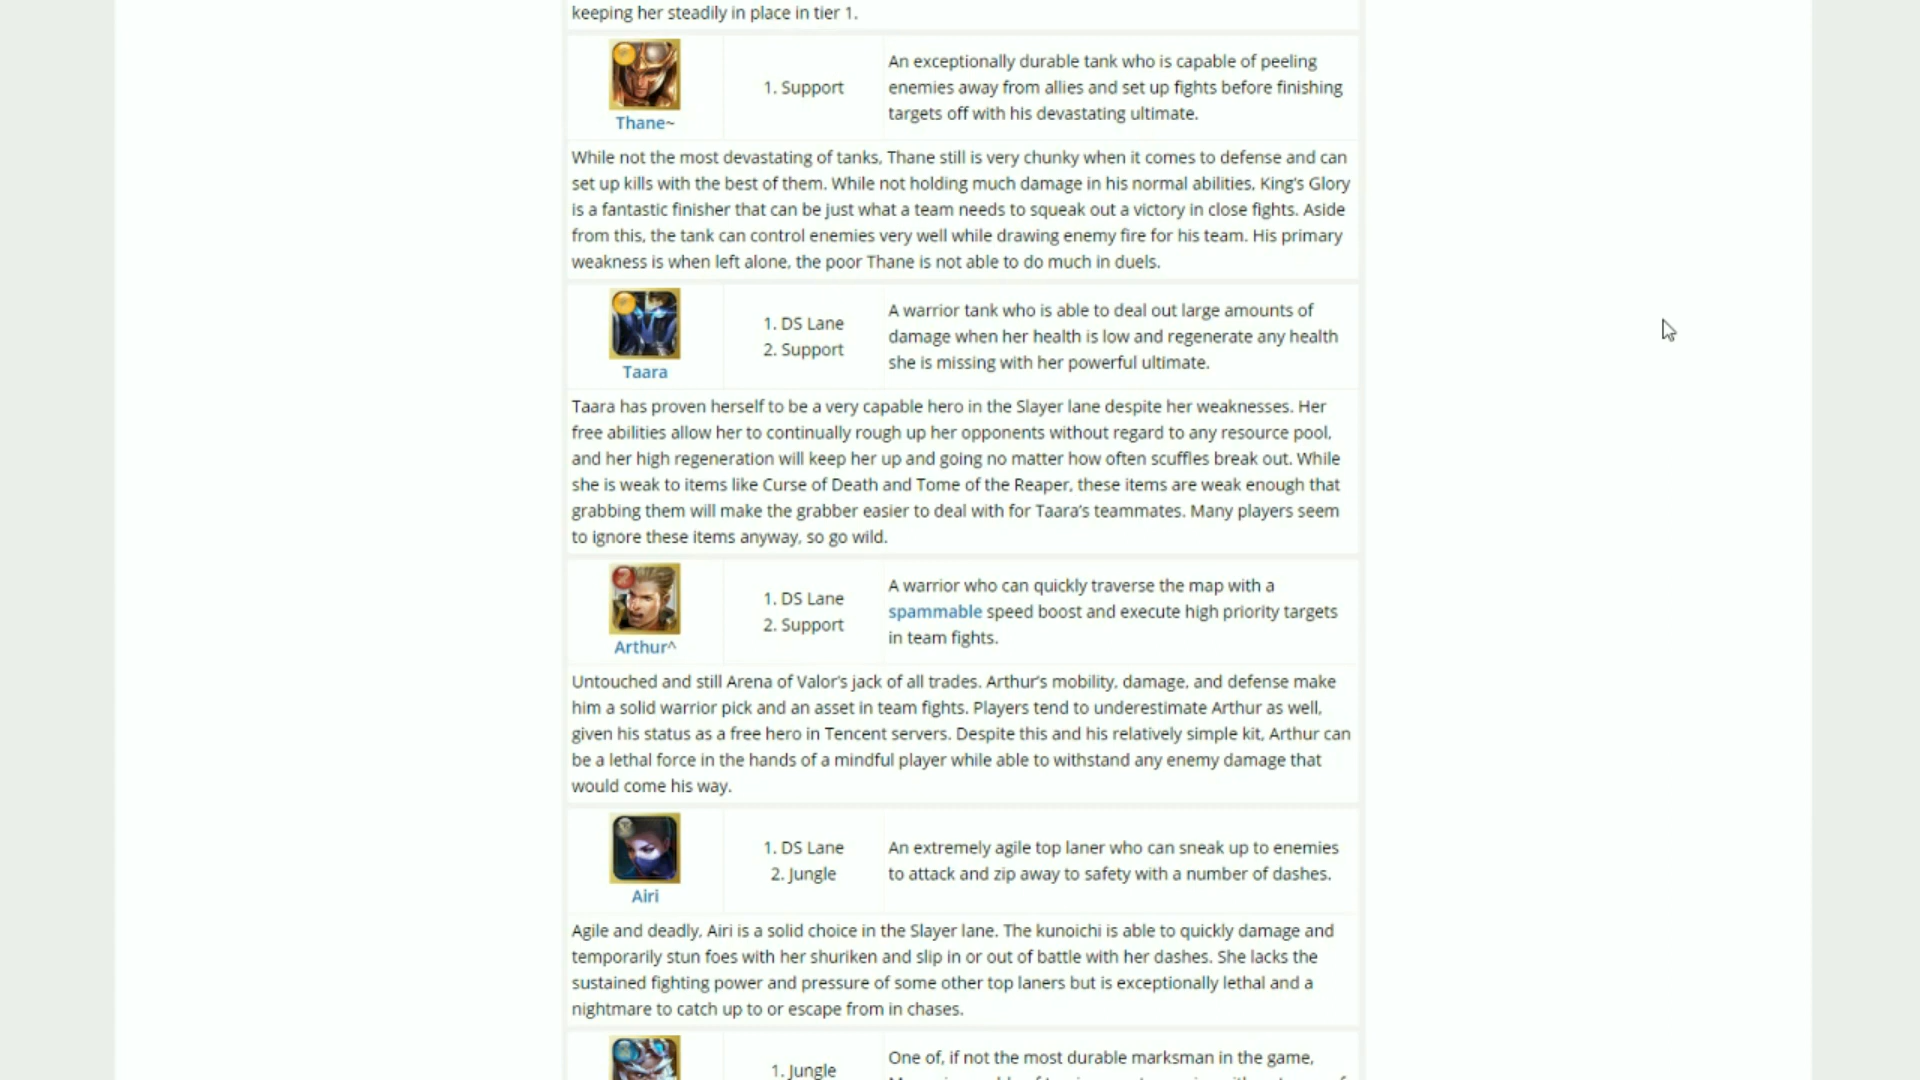 keeping her steadily in place in tier 1.
Thane~
1. Support
An exceptionally durable tank who is capable of peeling
enemies away from allies and set up fights before finishing
targets off with his devastating ultimate.
While not the most devastating of tanks, Thane still is very chunky when it comes to defense and can
set up kills with the best of them. While not holding much damage in his normal abilities, King's Glory
is a fantastic finisher that can be just what a team needs to squeak out a victory in close fights. Aside
from this, the tank can control enemies very well while drawing enemy fire for his team. His primary
weakness is when left alone, the poor Thane is not able to do much in duels.
Taara
1. DS Lane
2. Support
A warrior tank who is able to deal out large amounts of
damage when her health is low and regenerate any health
she is missing with her powerful ultimate.
Taara has proven herself to be a very capable hero in the Slayer lane despite her weaknesses. Her
free abilities allow her to continually rough up her opponents without regard to any resource pool,
and her high regeneration will keep her up and going no matter how often scuffles break out. While
she is weak to items like Curse of Death and Tome of the Reaper, these items are weak enough that
grabbing them will make the grabber easier to deal with for Taara's teammates. Many players seem
to ignore these items anyway, so go wild.
Arthur^
1. DS Lane
2. Support
A warrior who can quickly traverse the map with a
spammable speed boost and execute high priority targets
in team fights.
Untouched and still Arena of Valor's jack of all trades. Arthur's mobility, damage, and defense make
him a solid warrior pick and an asset in team fights. Players tend to underestimate Arthur as well,
given his status as a free hero in Tencent servers. Despite this and his relatively simple kit, Arthur can
be a lethal force in the hands of a mindful player while able to withstand any enemy damage that
would come his way.
Airi
1. DS Lane
2. Jungle
An extremely agile top laner who can sneak up to enemies
to attack and zip away to safety with a number of dashes.
Agile and deadly, Airi is a solid choice in the Slayer lane. The kunoichi is able to quickly damage and
temporarily stun foes with her shuriken and slip in or out of battle with her dashes. She lacks the
sustained fighting power and pressure of some other top laners but is exceptionally lethal and a
nightmare to catch up to or escape from in chases.
1. Jungle
One of, if not the most durable marksman in the game,